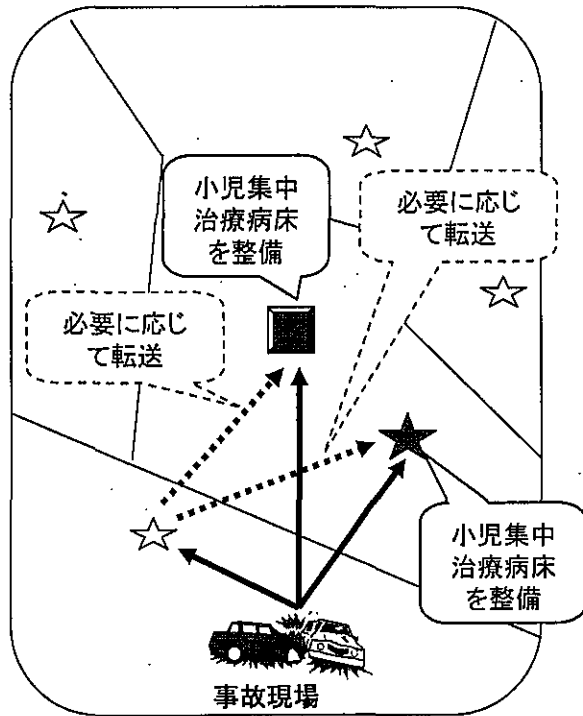 小児集中
治療病床
を整備
必要に応じ
て転送
必要に応じ
て転送
小児集中
治療病床
を整備
事故現場